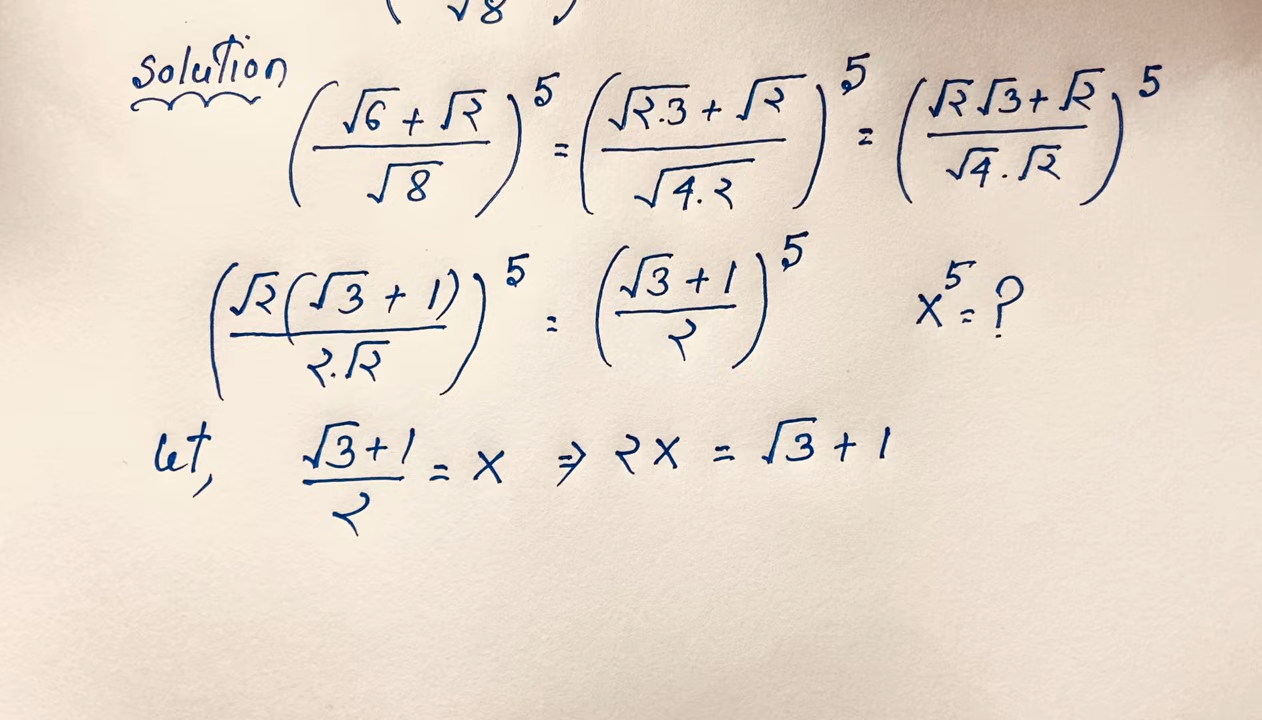 ( √8 )
Solution
((√6 + √2)/√8)^5 = ((√2.3 + √2)/√4.2)^5 = ((√2 √3 + √2)/(√4 . √2))^5
((√2(√3 + 1))/(2.√2))^5 = ((√3 + 1)/2)^5 x^5 = ?
let, (√3 + 1)/2 = x ⇒ 2x = √3 + 1